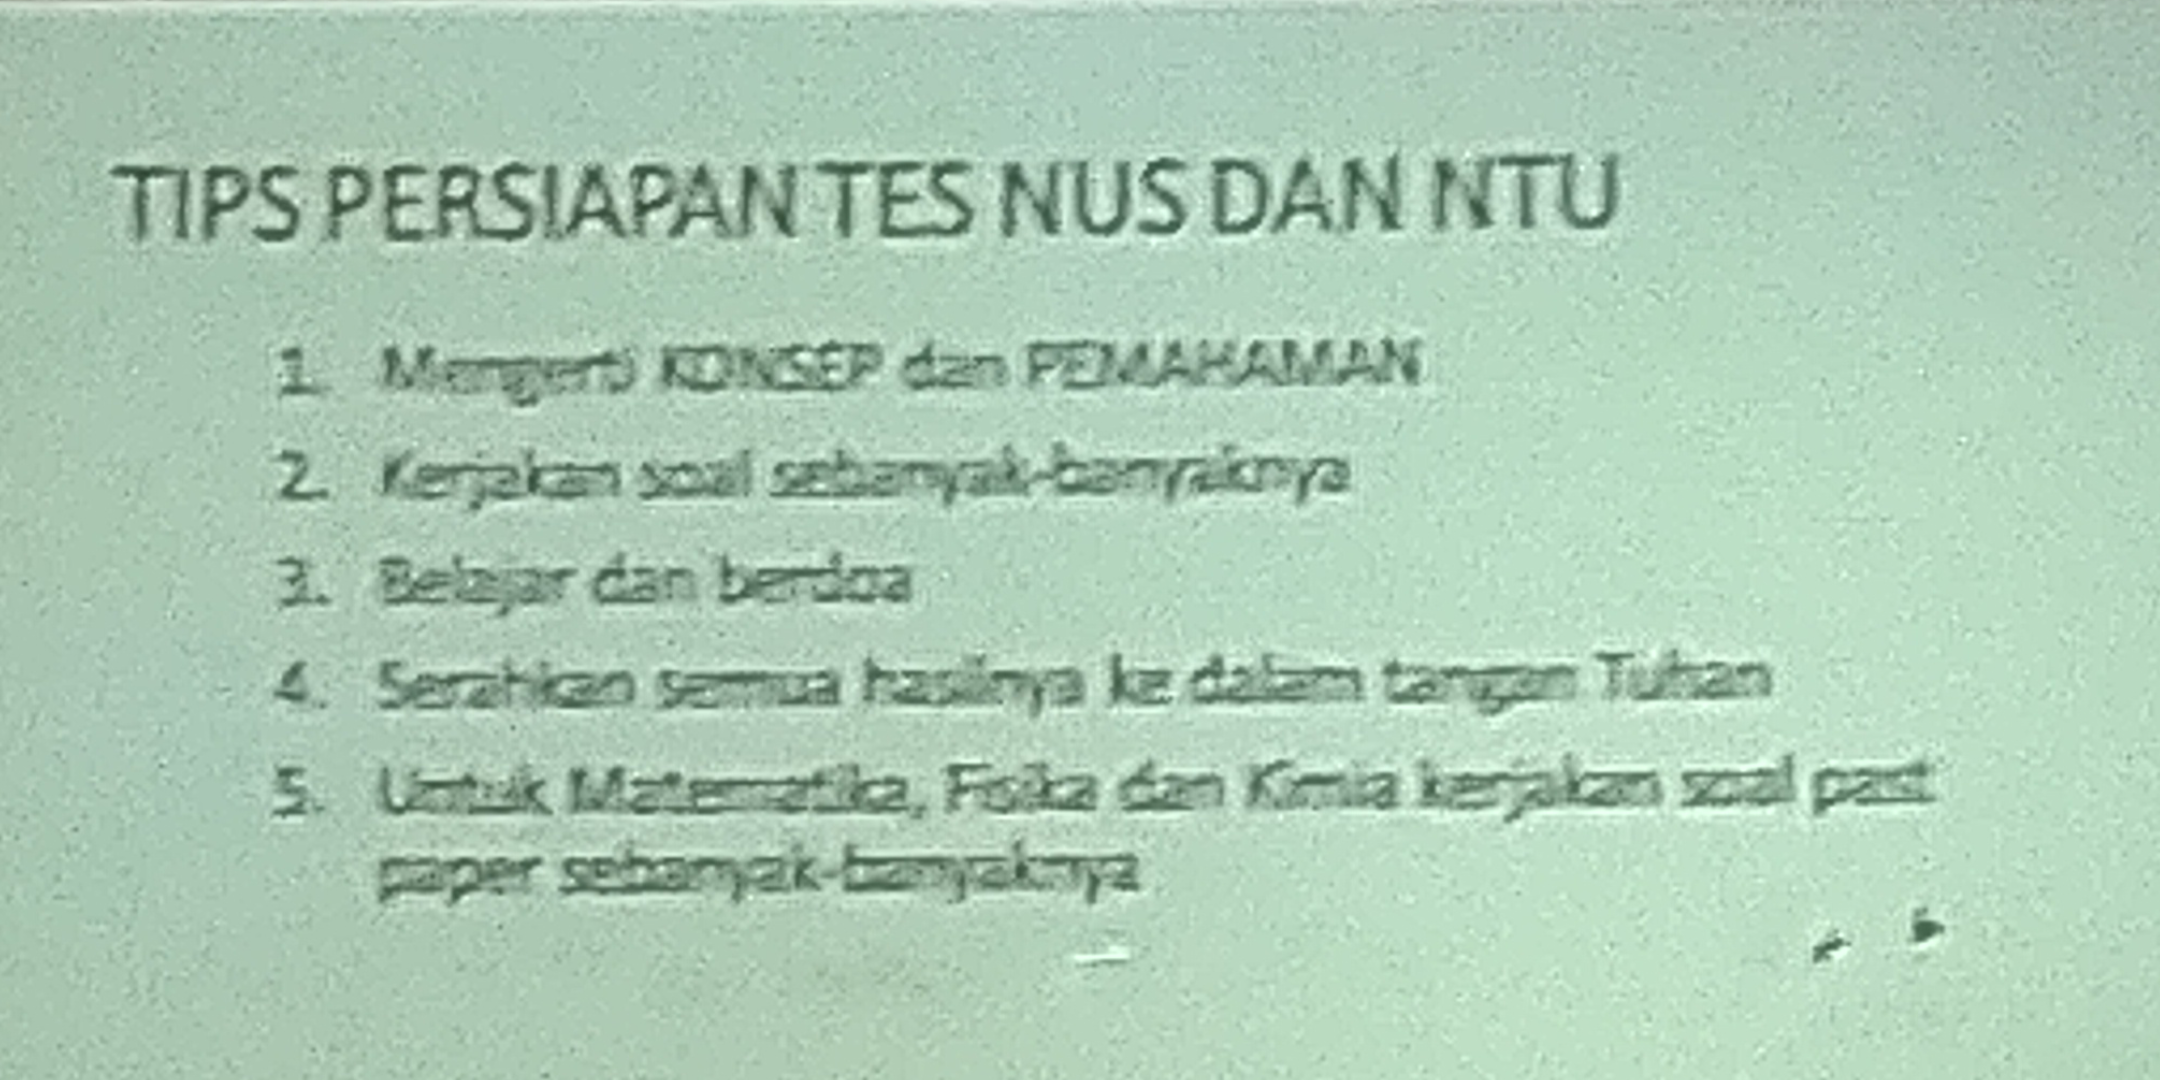 TIPS PERSIAPAN TES NUS DAN NTU
1. Mengerti KONSEP dan PEMAHAMAN
2. Kerjakan soal sebanyak-banyaknya
3. Belajar dan berdoa
4. Serahkan semua hasilnya ke dalam tangan Tuhan
5. Untuk Matematika, Fisika dan Kimia kerjakan soal past
paper sebanyak-banyaknya